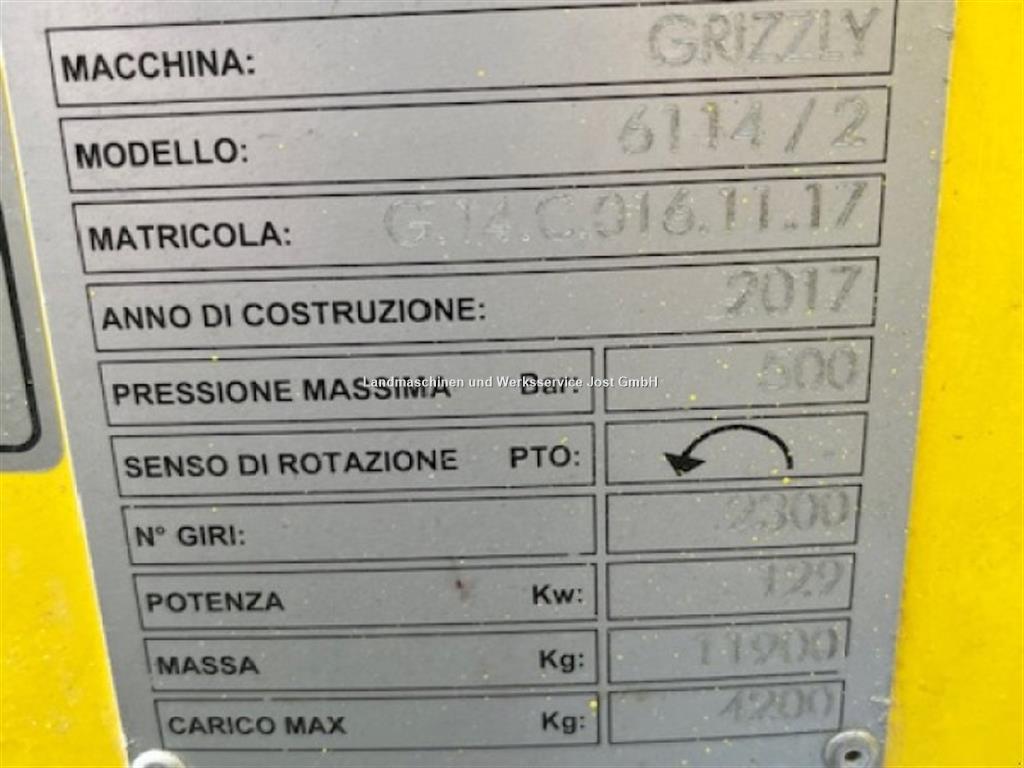 MACCHINA: GRIZZLY
MODELLO: 6114/2
MATRICOLA: G.14.C.016.11.17
ANNO DI COSTRUZIONE: 2017
PRESSIONE MASSIMA Bar: 500
Landmaschinen und Werksservice Jost GmbH
SENSO DI ROTAZIONE PTO:
N° GIRI: 2300
POTENZA Kw: 129
MASSA Kg: 11900
CARICO MAX Kg: 4200